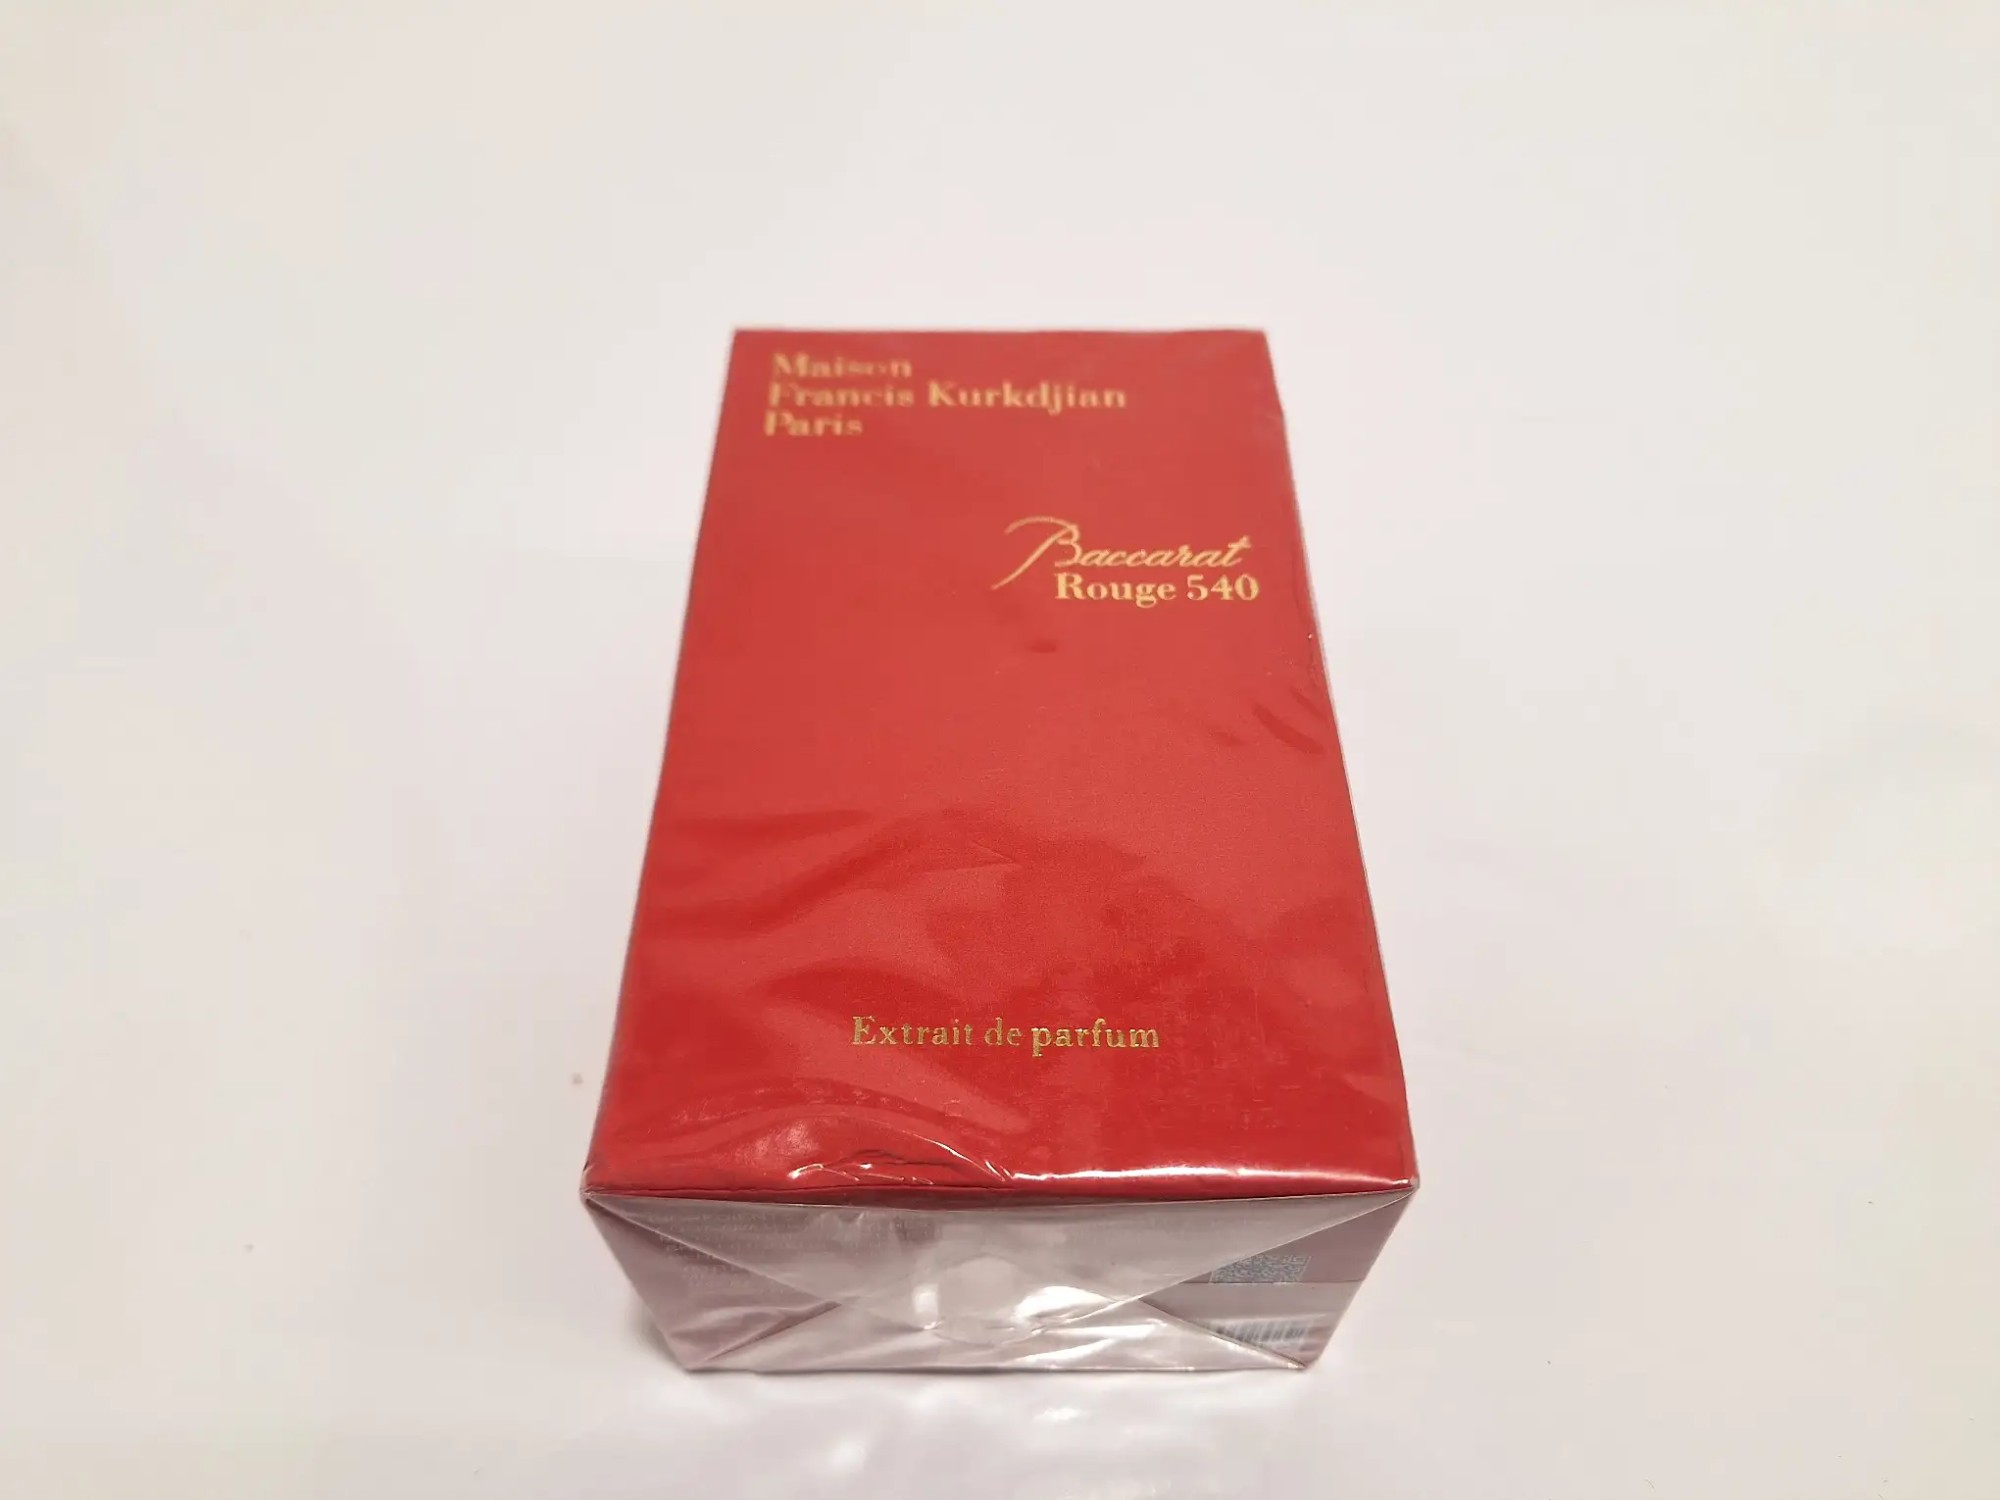 Maison
Francis Kurkdjian
Paris
Baccarat
Rouge 540
Extrait de parfum